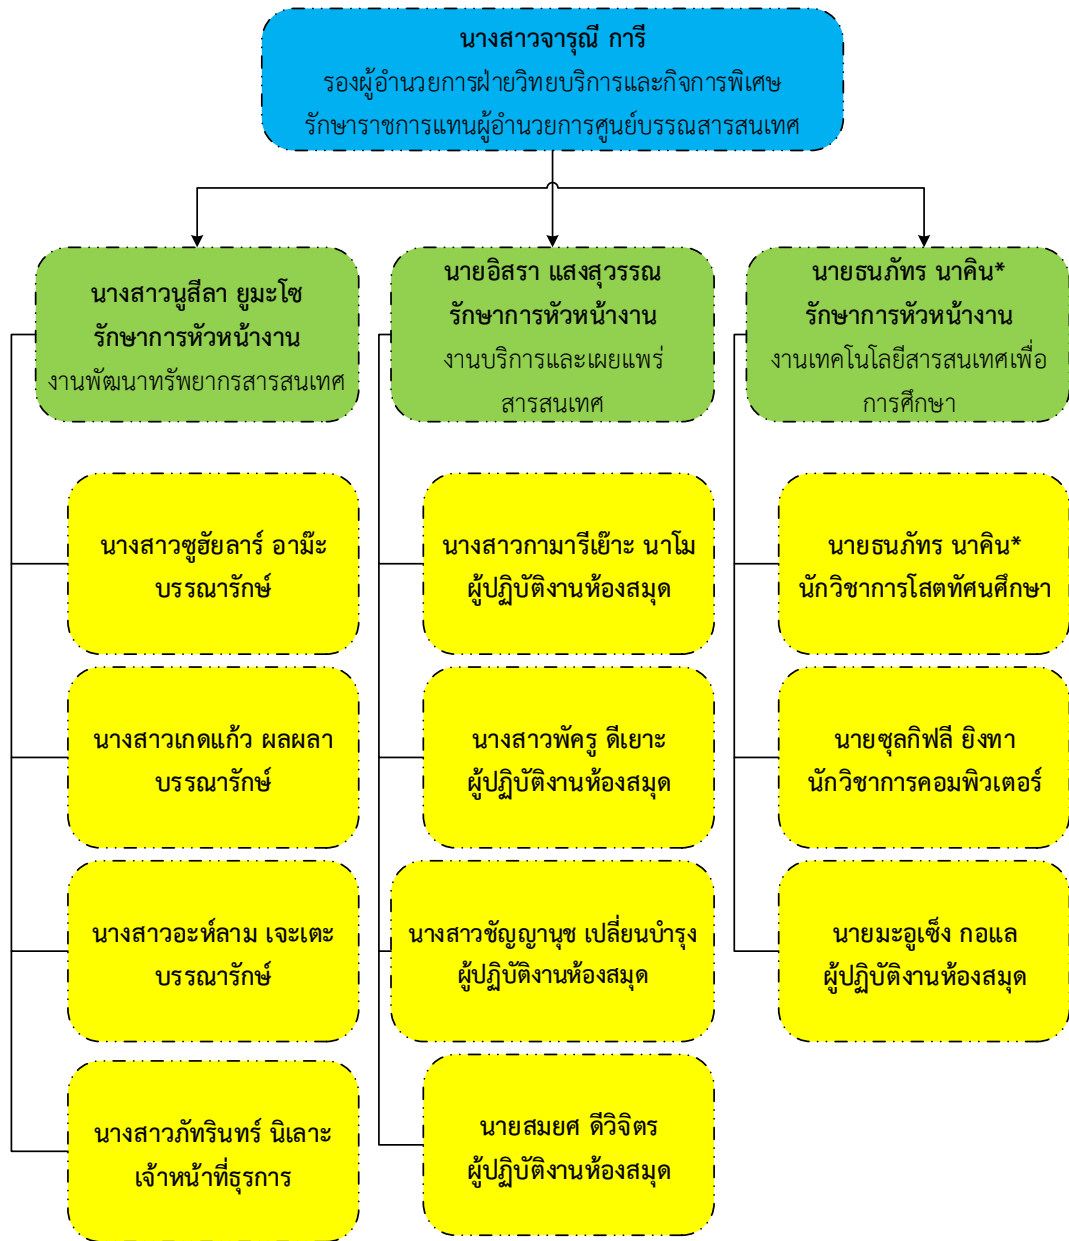 นางสาวจารุณี การี
รองผู้อำนวยการฝ่ายวิทยบริการและกิจการพิเศษ
รักษาราชการแทนผู้อำนวยการศูนย์บรรณสารสนเทศ
นางสาวนูสีลา ยูมะโซ
รักษาการหัวหน้างาน
งานพัฒนาทรัพยากรสารสนเทศ
นายอิสรา แสงสุวรรณ
รักษาการหัวหน้างาน
งานบริการและเผยแพร่
สารสนเทศ
นายธนภัทร นาคิน*
รักษาการหัวหน้างาน
งานเทคโนโลยีสารสนเทศเพื่อ
การศึกษา
นางสาวซูฮัยลาร์ อาม๊ะ
บรรณารักษ์
นางสาวกามารีเย๊าะ นาโม
ผู้ปฏิบัติงานห้องสมุด
นายธนภัทร นาคิน*
นักวิชาการโสตทัศนศึกษา
นางสาวเกดแก้ว ผลผลา
บรรณารักษ์
นางสาวพัครู ดีเยาะ
ผู้ปฏิบัติงานห้องสมุด
นายซุลกิฟลี ยิงทา
นักวิชาการคอมพิวเตอร์
นางสาวอะห์ลาม เจะเตะ
บรรณารักษ์
นางสาวชัญญานุช เปลี่ยนบำรุง
ผู้ปฏิบัติงานห้องสมุด
นายมะอูเซ็ง กอแล
ผู้ปฏิบัติงานห้องสมุด
นางสาวภัทรินทร์ นิเลาะ
เจ้าหน้าที่ธุรการ
นายสมยศ ดีวิจิตร
ผู้ปฏิบัติงานห้องสมุด